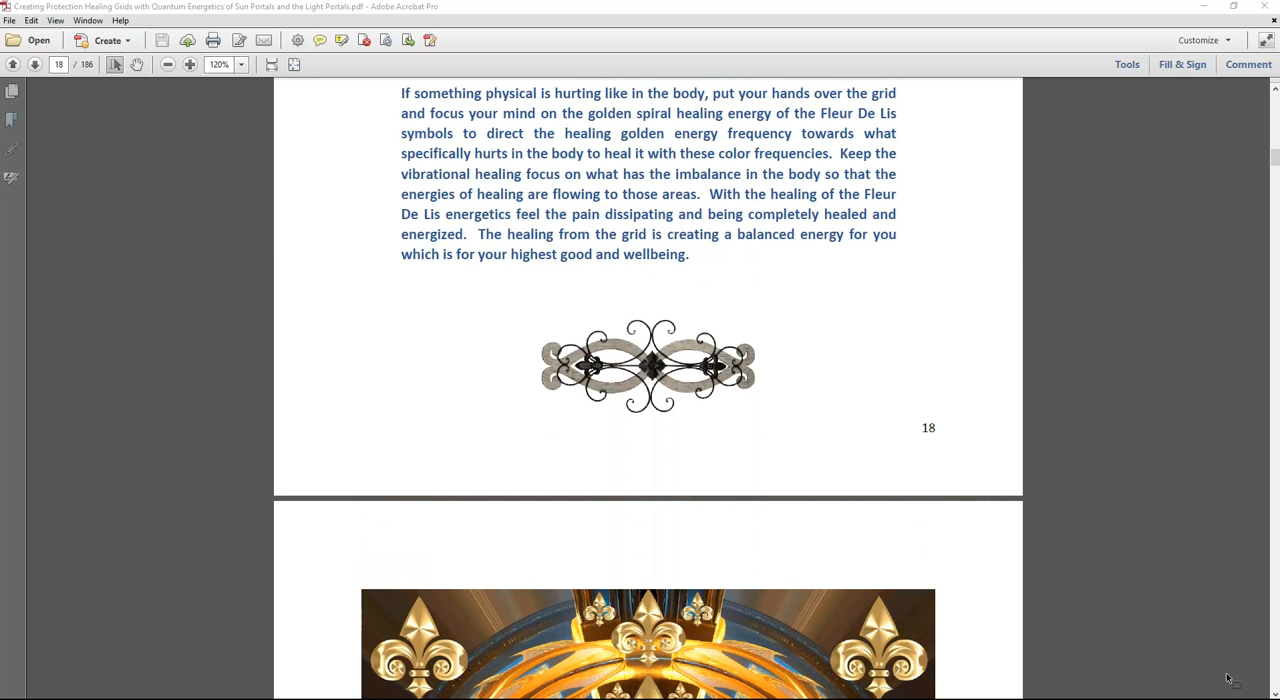 Creating Protection Healing Grids with Quantum Energetics of Sun Portals and the Light Portals.pdf - Adobe Acrobat Pro
File Edit View Window Help
Open Create Customize
18 / 186 120% Tools Fill & Sign Comment
If something physical is hurting like in the body, put your hands over the grid
and focus your mind on the golden spiral healing energy of the Fleur De Lis
symbols to direct the healing golden energy frequency towards what
specifically hurts in the body to heal it with these color frequencies. Keep the
vibrational healing focus on what has the imbalance in the body so that the
energies of healing are flowing to those areas. With the healing of the Fleur
De Lis energetics feel the pain dissipating and being completely healed and
energized. The healing from the grid is creating a balanced energy for you
which is for your highest good and wellbeing.
18